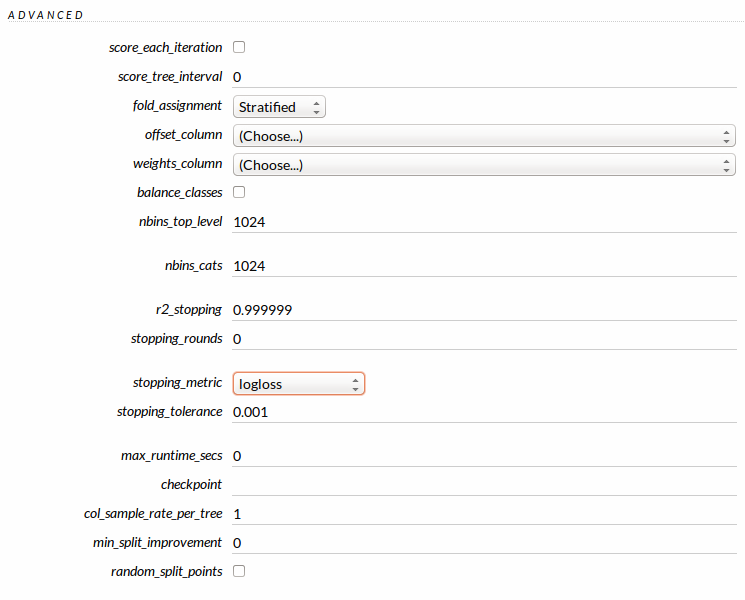 ADVANCED
score_each_iteration
score_tree_interval 0
fold_assignment Stratified
offset_column (Choose...)
weights_column (Choose...)
balance_classes
nbins_top_level 1024
nbins_cats 1024
r2_stopping 0.999999
stopping_rounds 0
stopping_metric logloss
stopping_tolerance 0.001
max_runtime_secs 0
checkpoint
col_sample_rate_per_tree 1
min_split_improvement 0
random_split_points